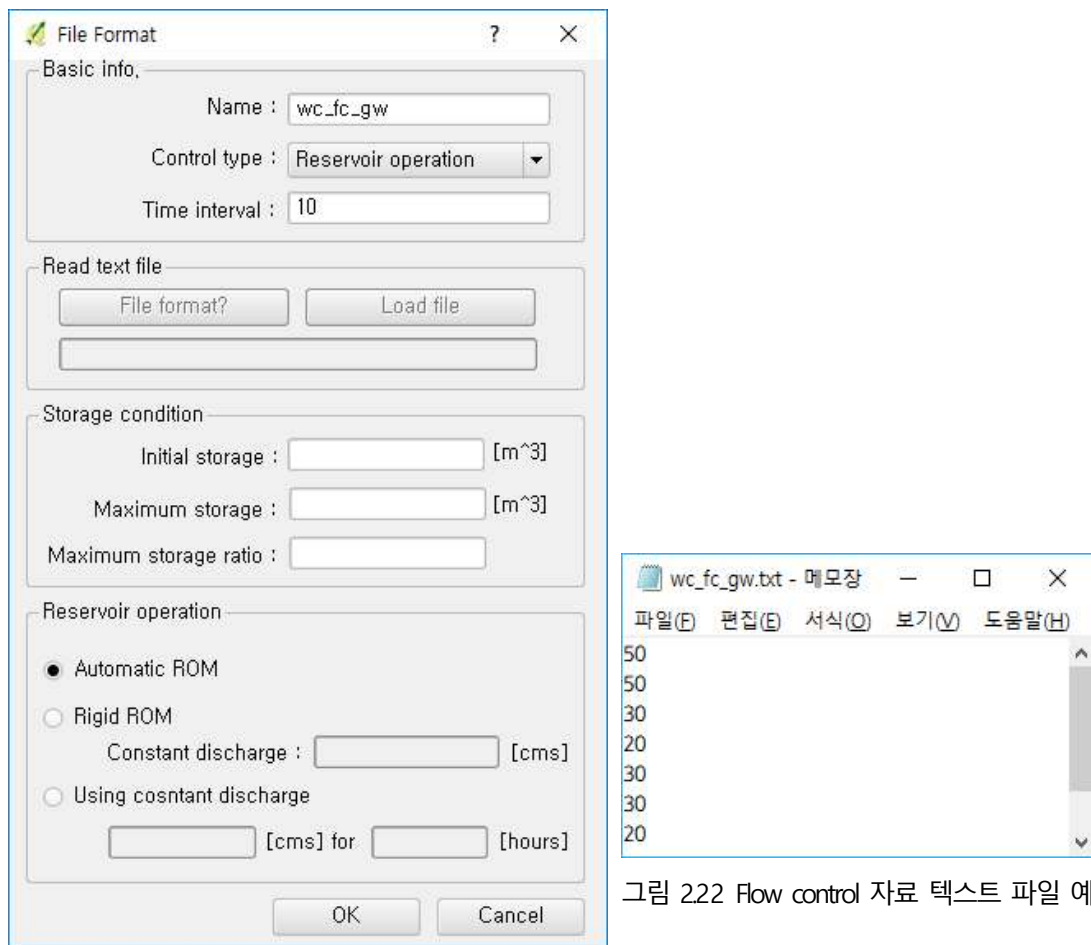 File Format ? ×
Basic info,
Name : wc_fc_gw
Control type : Reservoir operation
Time interval : 10
Read text file
File format? Load file
Storage condition
Initial storage : [m^3]
Maximum storage : [m^3]
Maximum storage ratio :
Reservoir operation
Automatic ROM
Rigid ROM
Constant discharge : [cms]
Using cosntant discharge
[cms] for [hours]
OK Cancel
wc_fc_gw.txt - 메모장
파일(F) 편집(E) 서식(O) 보기(V) 도움말(H)
50
50
30
20
30
30
20
그림 2.22 Flow control 자료 텍스트 파일 예